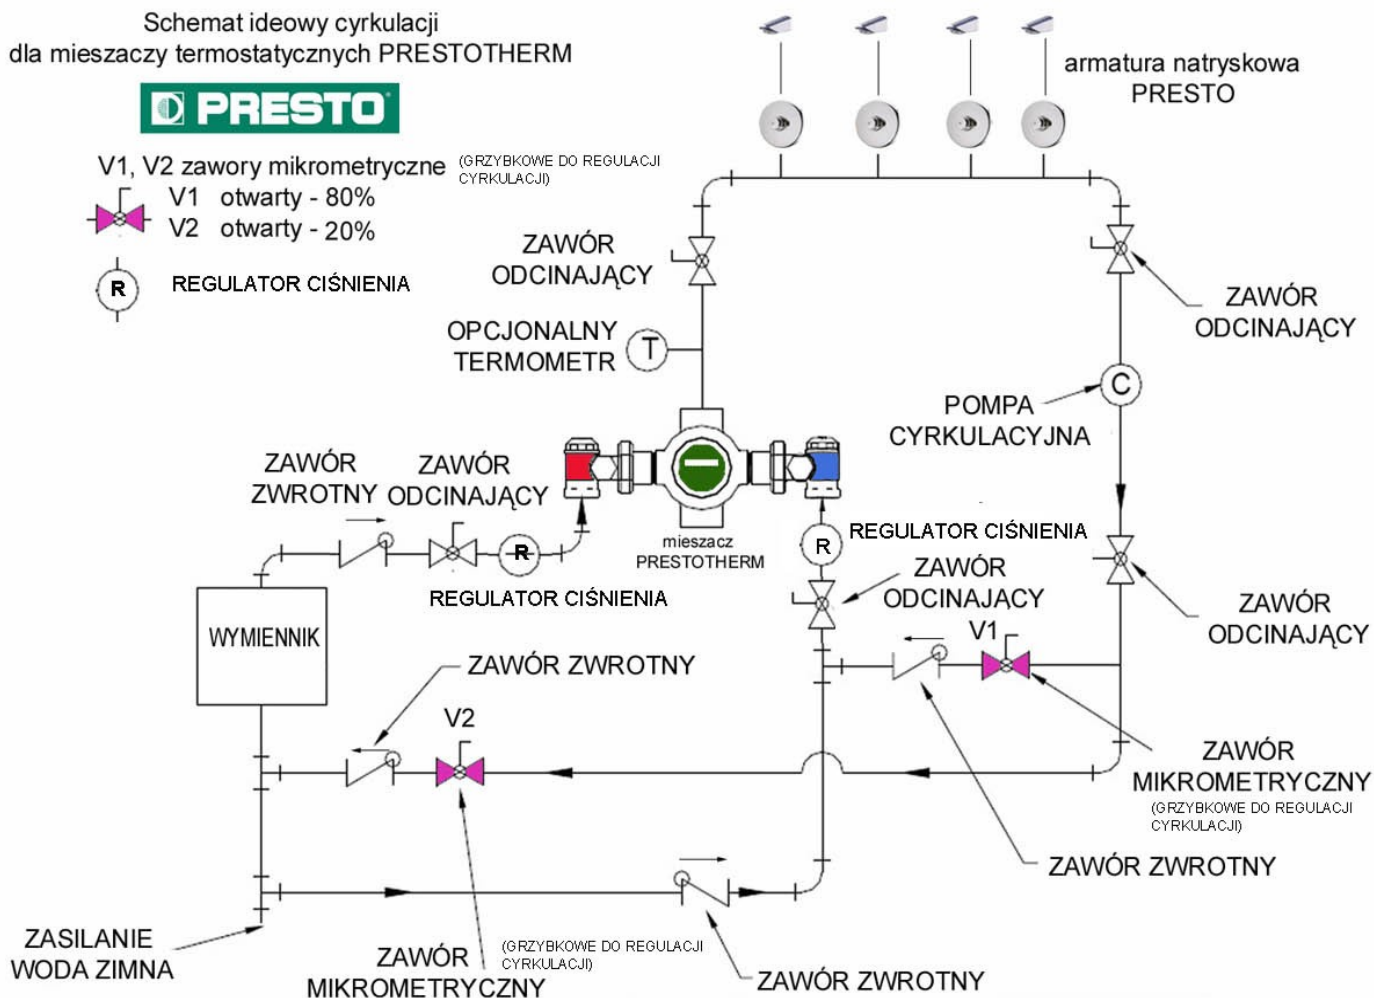 Schemat ideowy cyrkulacji
dla mieszaczy termostatycznych PRESTOTHERM
PRESTO
armatura natryskowa
PRESTO
V1, V2 zawory mikrometryczne
(GRZYBKOWE DO REGULACJI
CYRKULACJI)
V1 otwarty - 80%
V2 otwarty - 20%
R
REGULATOR CIŚNIENIA
ZAWÓR
ODCINAJĄCY
ZAWÓR
ODCINAJĄCY
OPCJONALNY
TERMOMETR
T
C
POMPA
CYRKULACYJNA
ZAWÓR
ZWROTNY
ZAWÓR
ODCINAJĄCY
mieszacz
PRESTOTHERM
R
REGULATOR CIŚNIENIA
R
REGULATOR CIŚNIENIA
ZAWÓR
ODCINAJĄCY
ZAWÓR
ODCINAJĄCY
WYMIENNIK
V1
ZAWÓR ZWROTNY
V2
ZAWÓR
MIKROMETRYCZNY
(GRZYBKOWE DO REGULACJI
CYRKULACJI)
ZAWÓR ZWROTNY
ZASILANIE
WODA ZIMNA
ZAWÓR
MIKROMETRYCZNY
(GRZYBKOWE DO REGULACJI
CYRKULACJI)
ZAWÓR ZWROTNY